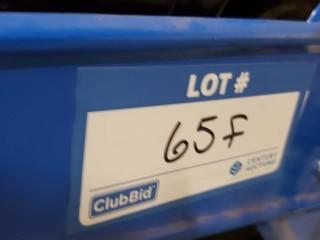 LOT #
65F
ClubBid
CENTURY
AUCTIONS